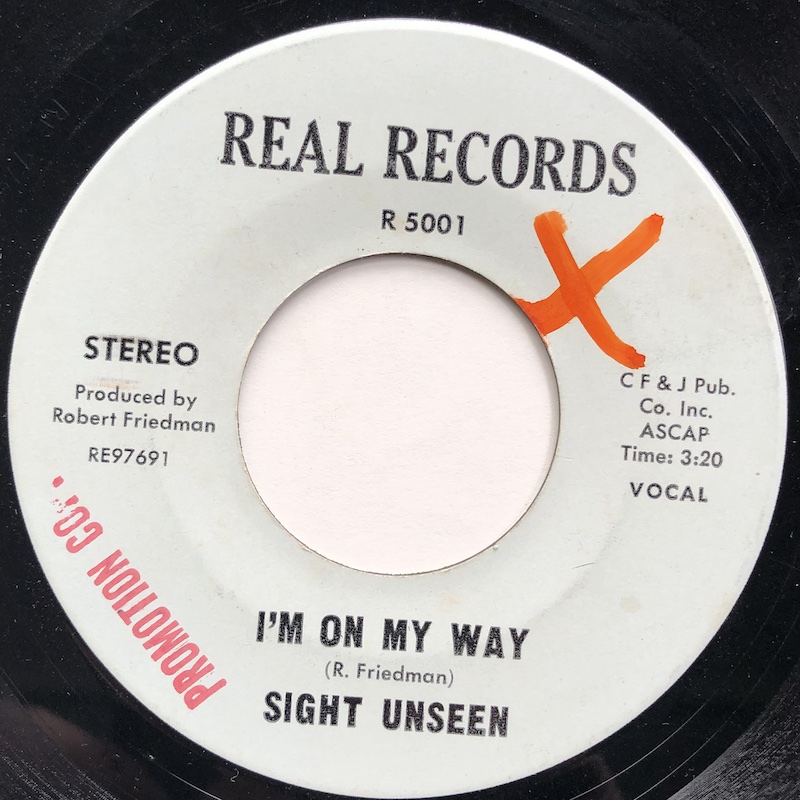 REAL RECORDS
R 5001
STEREO
Produced by
Robert Friedman
RE97691
C F & J Pub.
Co. Inc.
ASCAP
Time: 3:20
VOCAL
PROMOTION
I'M ON MY WAY
(R. Friedman)
SIGHT UNSEEN